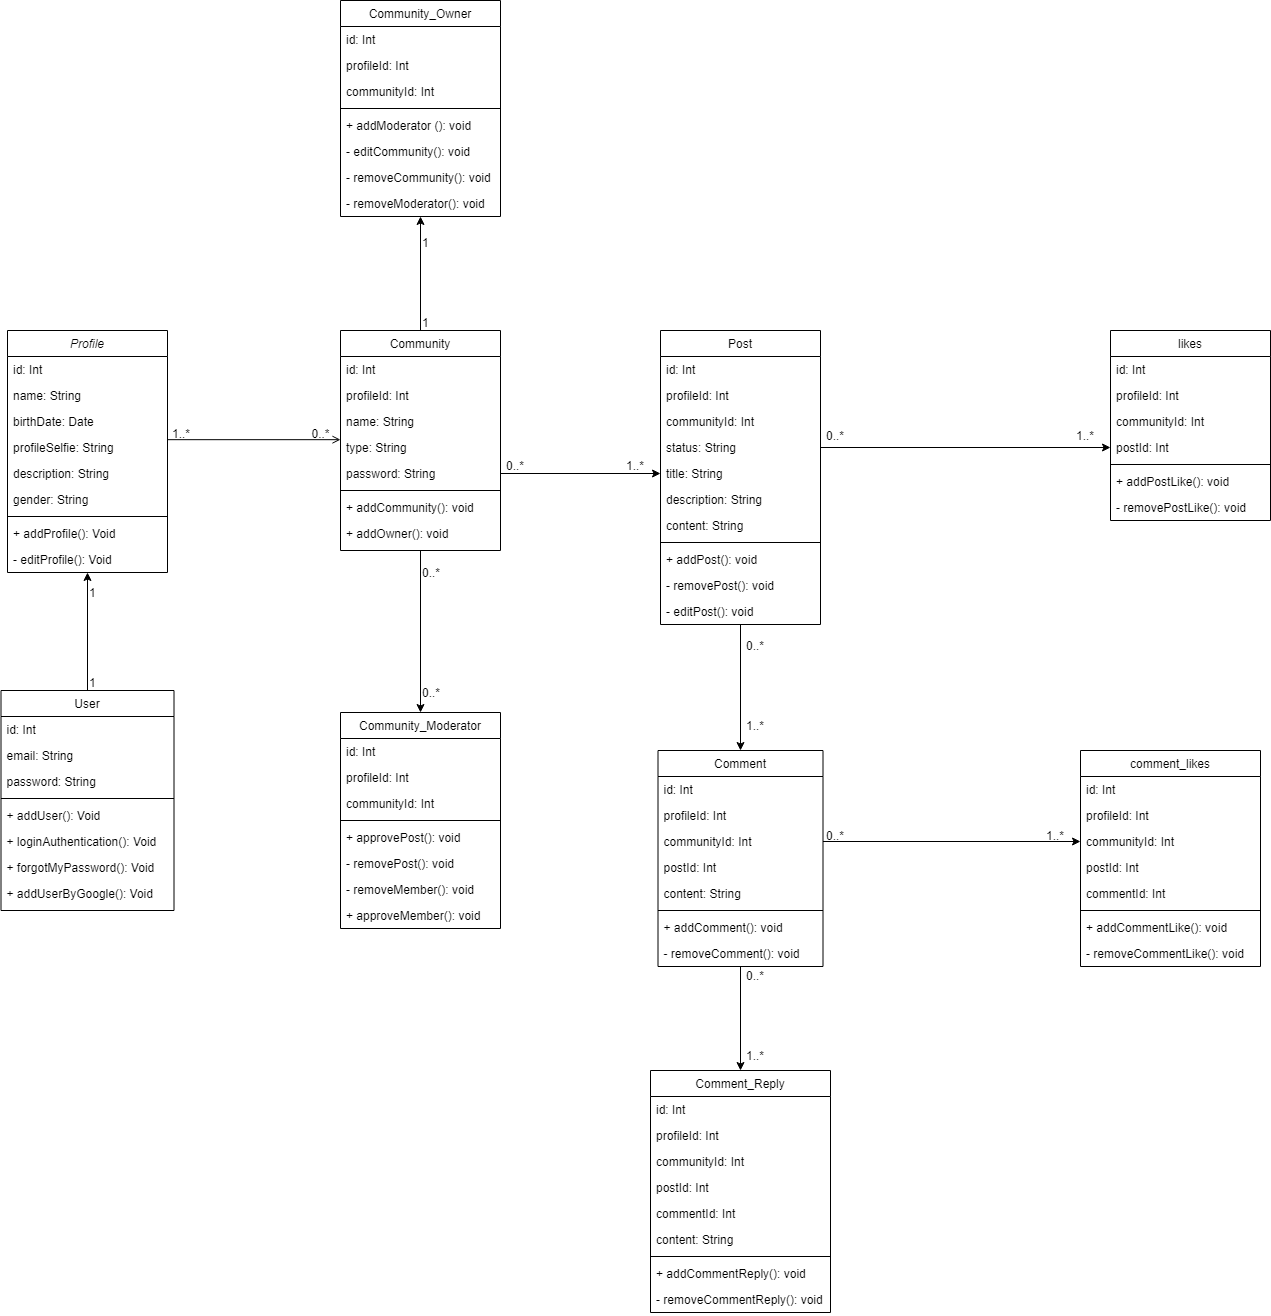 Community_Owner
id: Int
profileId: Int
communityId: Int
+ addModerator (): void
- editCommunity(): void
- removeCommunity(): void
- removeModerator(): void
1
1
Profile
id: Int
name: String
birthDate: Date
profileSelfie: String
description: String
gender: String
+ addProfile(): Void
- editProfile(): Void
1..*
0..*
1
1
User
id: Int
email: String
password: String
+ addUser(): Void
+ loginAuthentication(): Void
+ forgotMyPassword(): Void
+ addUserByGoogle(): Void
Community
id: Int
profileId: Int
name: String
type: String
password: String
+ addCommunity(): void
+ addOwner(): void
0..*
1..*
0..*
0..*
Community_Moderator
id: Int
profileId: Int
communityId: Int
+ approvePost(): void
- removePost(): void
- removeMember(): void
+ approveMember(): void
Post
id: Int
profileId: Int
communityId: Int
status: String
title: String
description: String
content: String
+ addPost(): void
- removePost(): void
- editPost(): void
0..*
1..*
likes
id: Int
profileId: Int
communityId: Int
postId: Int
+ addPostLike(): void
- removePostLike(): void
0..*
1..*
Comment
id: Int
profileId: Int
communityId: Int
postId: Int
content: String
+ addComment(): void
- removeComment(): void
0..*
1..*
comment_likes
id: Int
profileId: Int
communityId: Int
postId: Int
commentId: Int
+ addCommentLike(): void
- removeCommentLike(): void
0..*
1..*
Comment_Reply
id: Int
profileId: Int
communityId: Int
postId: Int
commentId: Int
content: String
+ addCommentReply(): void
- removeCommentReply(): void